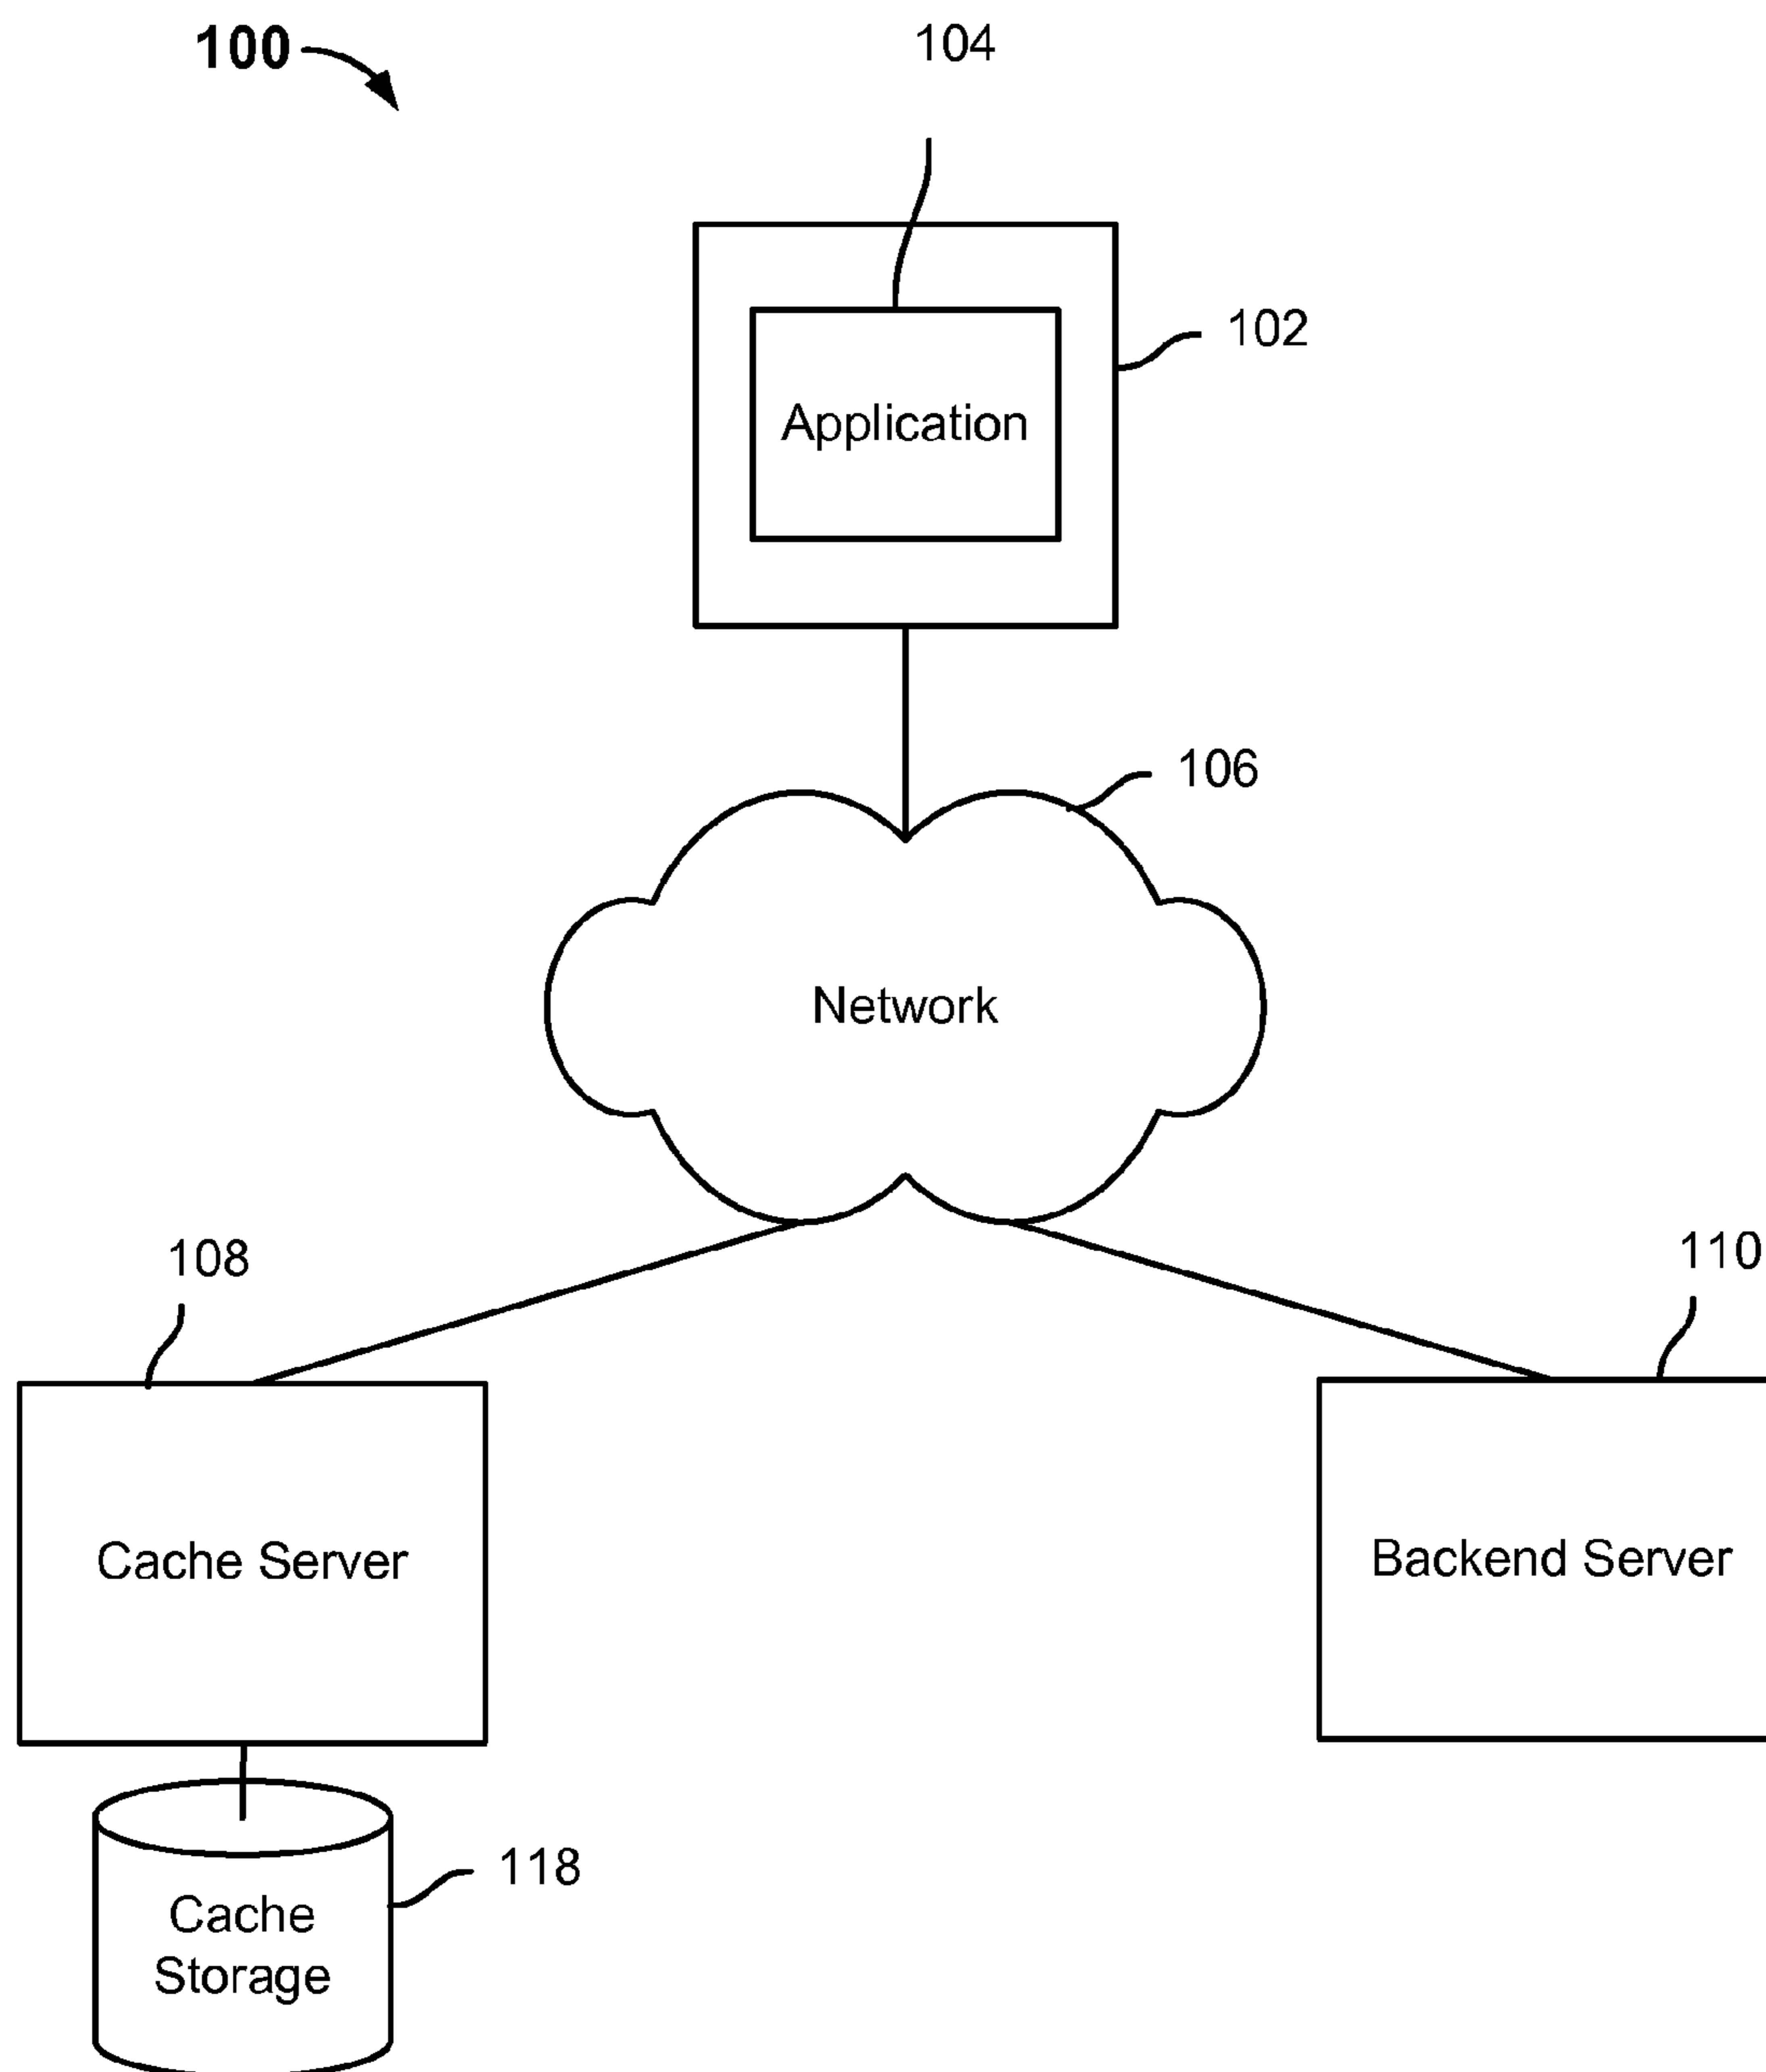 100
104
102
Application
106
Network
108
110
Cache Server
Backend Server
118
Cache
Storage